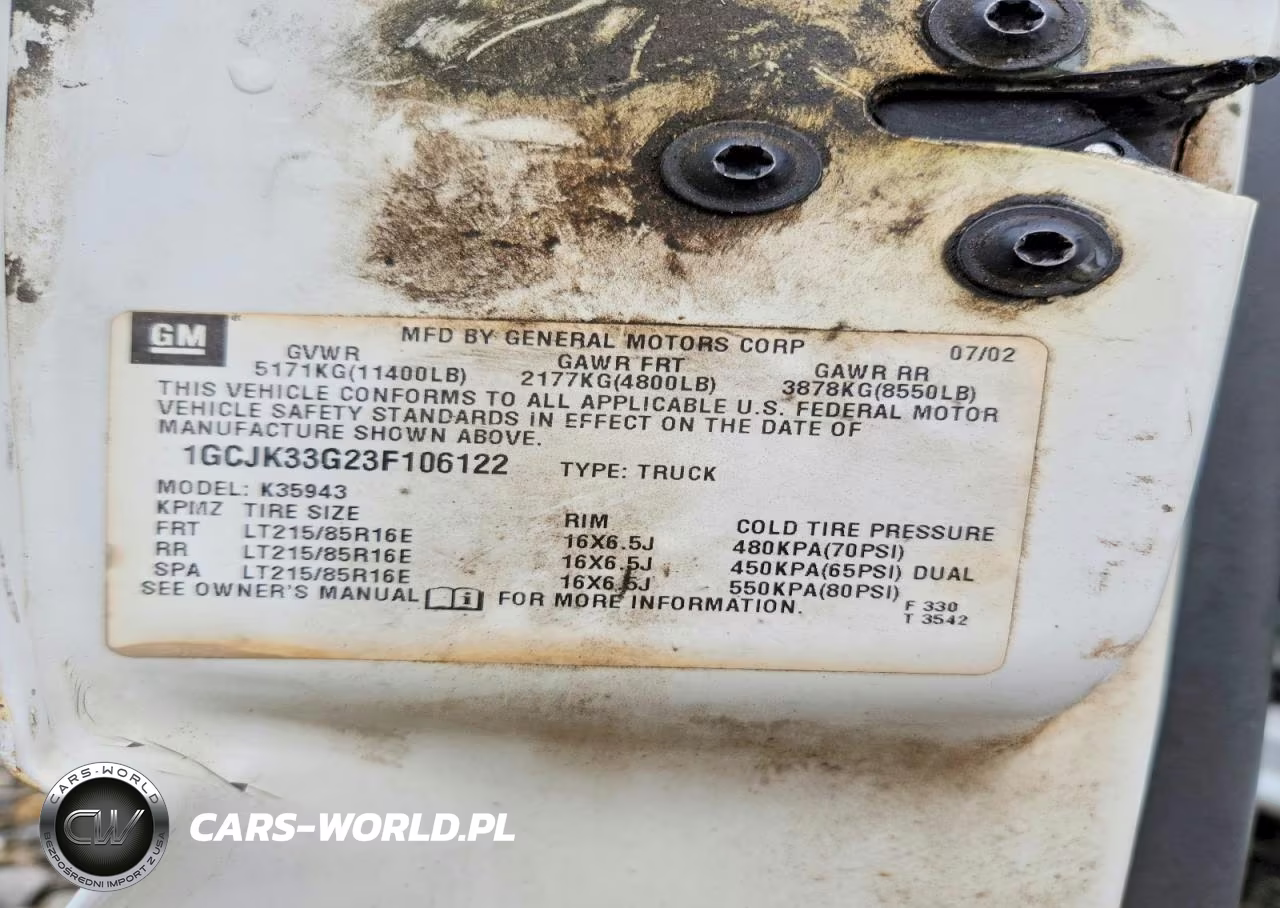 GM
MFD BY GENERAL MOTORS CORP 07/02
GVWR GAWR FRT GAWR RR
5171KG(11400LB) 2177KG(4800LB) 3878KG(8550LB)
THIS VEHICLE CONFORMS TO ALL APPLICABLE U.S. FEDERAL MOTOR
VEHICLE SAFETY STANDARDS IN EFFECT ON THE DATE OF
MANUFACTURE SHOWN ABOVE.
1GCJK33G23F106122 TYPE: TRUCK
MODEL: K35943
KPMZ TIRE SIZE RIM COLD TIRE PRESSURE
FRT LT215/85R16E 16X6.5J 480KPA(70PSI)
RR LT215/85R16E 16X6.5J 450KPA(65PSI) DUAL
SPA LT215/85R16E 16X6.5J 550KPA(80PSI)
SEE OWNER'S MANUAL FOR MORE INFORMATION.
F 330
T 3542
CARS-WORLD
CW
BEZPOŚREDNI IMPORT Z USA
CARS-WORLD.PL